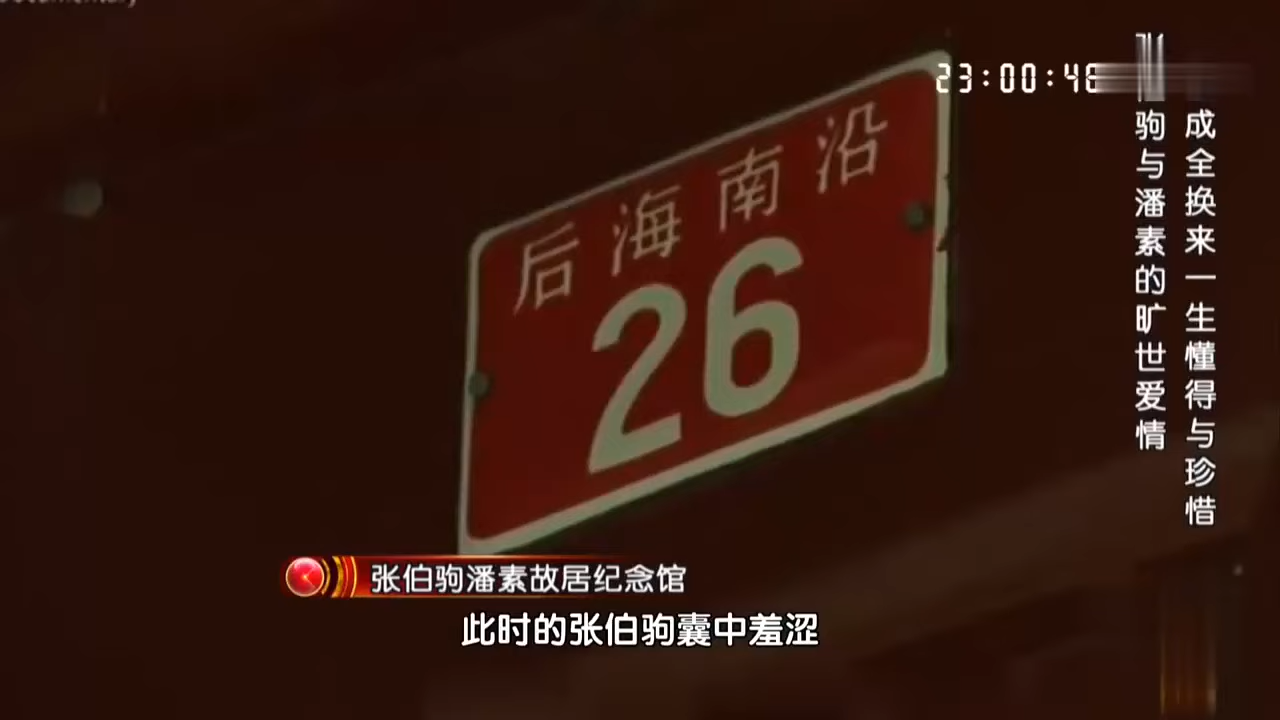 23:00:48
后海南沿
26
驹与潘素的旷世爱情
成全换来一生懂得与珍惜
张伯驹潘素故居纪念馆
此时的张伯驹囊中羞涩